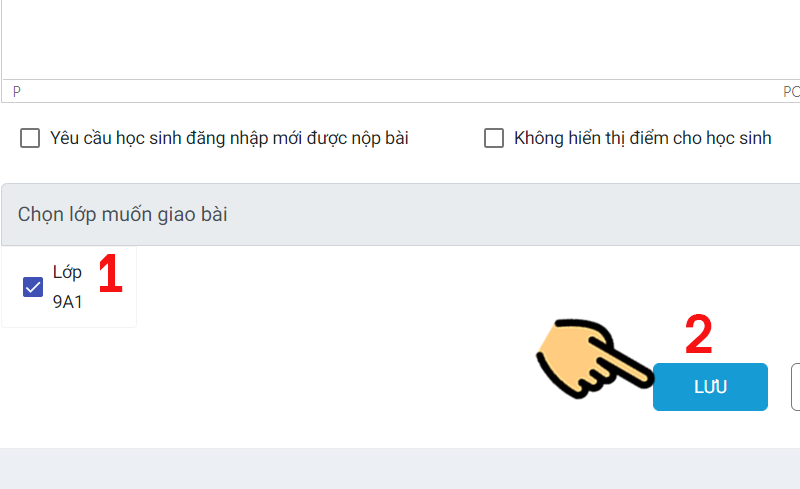 P
Yêu cầu học sinh đăng nhập mới được nộp bài
Không hiển thị điểm cho học sinh
Chọn lớp muốn giao bài
Lớp
9A1
1
2
LƯU